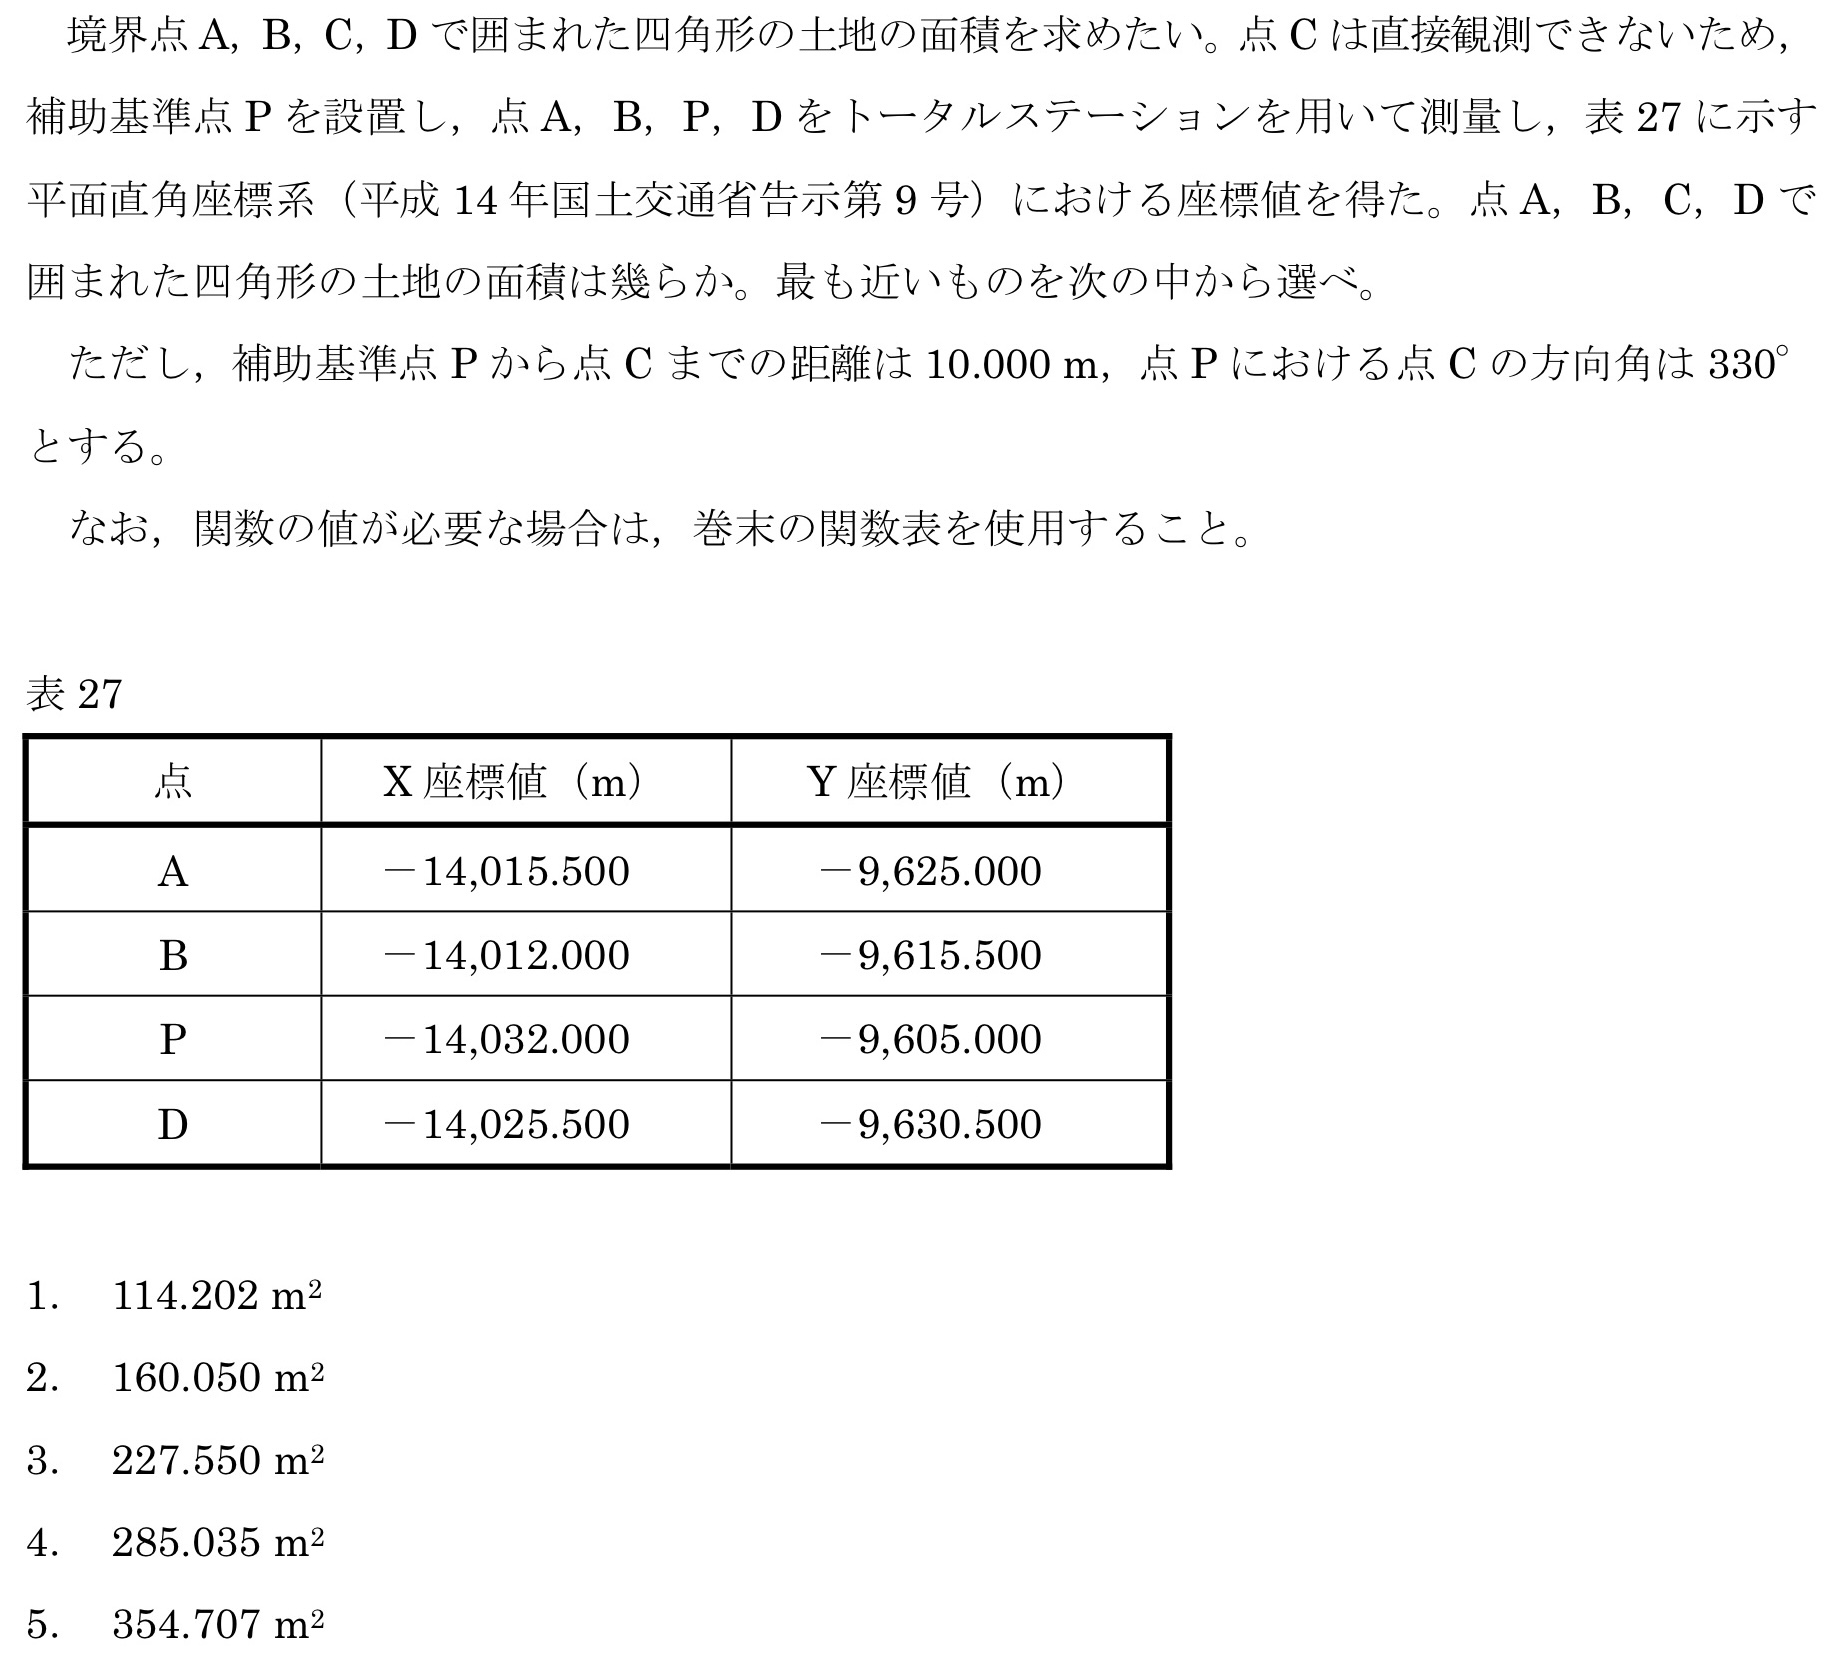 境界点 A，B，C，D で囲まれた四角形の土地の面積を求めたい。点 C は直接観測できないため，
補助基準点 P を設置し，点 A，B，P，D をトータルステーションを用いて測量し，表 27 に示す
平面直角座標系（平成 14 年国土交通省告示第 9 号）における座標値を得た。点 A，B，C，D で
囲まれた四角形の土地の面積は幾らか。最も近いものを次の中から選べ。
ただし，補助基準点 P から点 C までの距離は 10.000 m，点 P における点 C の方向角は 330°
とする。
なお，関数の値が必要な場合は，巻末の関数表を使用すること。
表 27
点 X 座標値（m） Y 座標値（m）
A －14,015.500 －9,625.000
B －14,012.000 －9,615.500
P －14,032.000 －9,605.000
D －14,025.500 －9,630.500
1. 114.202 m²
2. 160.050 m²
3. 227.550 m²
4. 285.035 m²
5. 354.707 m²